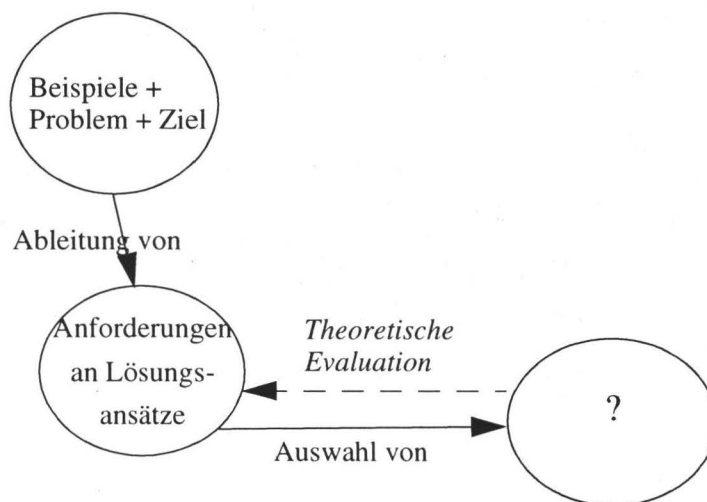 Beispiele +
Problem + Ziel
Ableitung von
Anforderungen
an Lösungs-
ansätze
Theoretische
Evaluation
Auswahl von
?